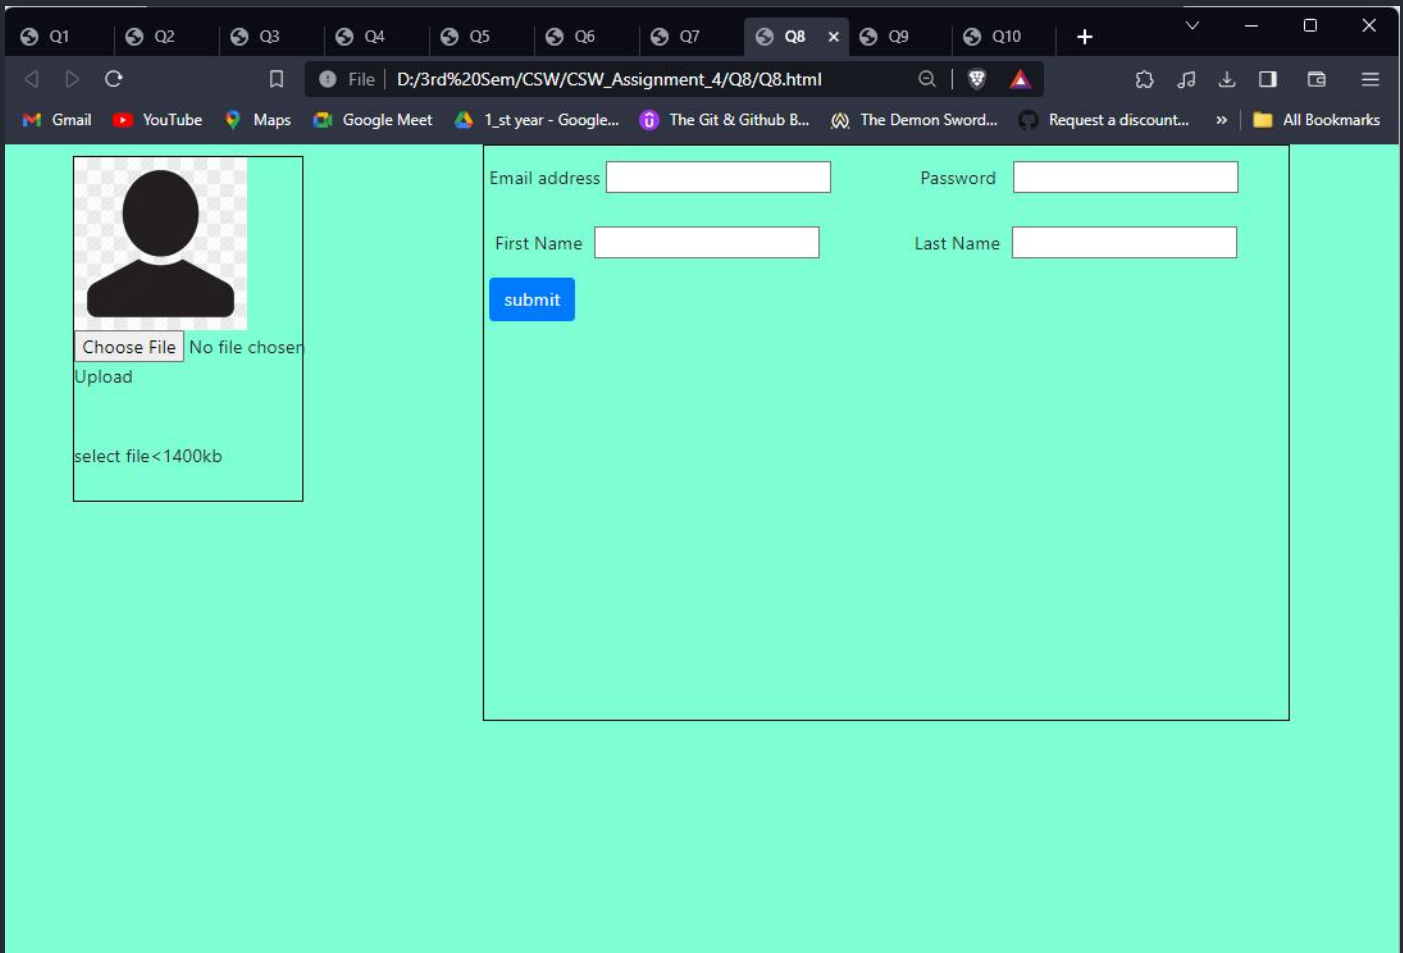 Q1 Q2 Q3 Q4 Q5 Q6 Q7 Q8 Q9 Q10
File D:/3rd%20Sem/CSW/CSW_Assignment_4/Q8/Q8.html
Gmail YouTube Maps Google Meet 1_st year - Google... The Git & Github B... The Demon Sword... Request a discount... » All Bookmarks
Email address Password
First Name Last Name
submit
Choose File No file chosen
Upload
select file<1400kb